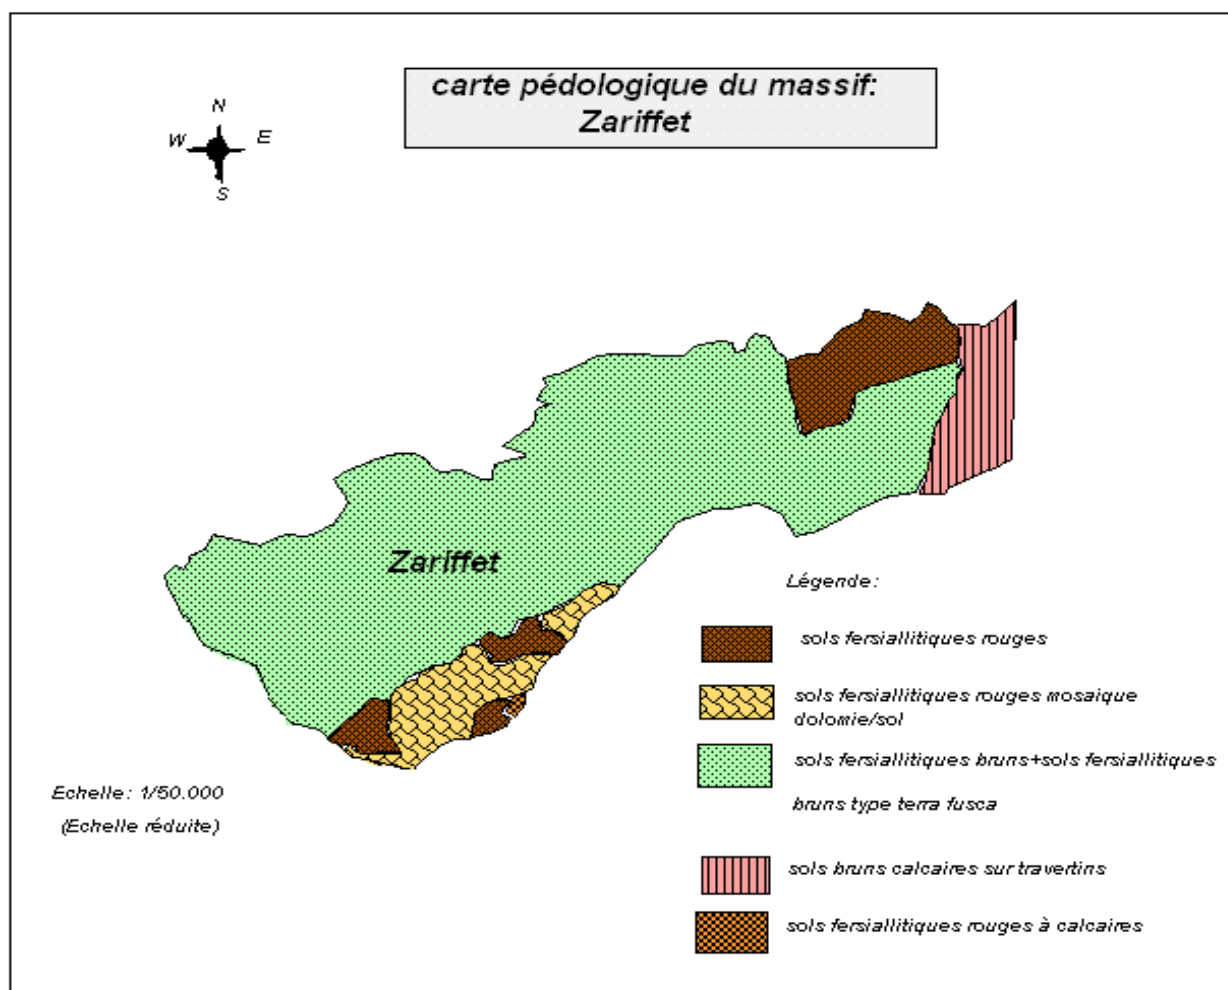 carte pédologique du massif:
Zariffet
N
W E
S
Zariffet
Légende:
sols fersiallitiques rouges
sols fersiallitiques rouges mosaique
dolomie/sol
sols fersiallitiques bruns+sols fersiallitiques
bruns type terra fusca
Echelle: 1/50.000
(Echelle réduite)
sols bruns calcaires sur travertins
sols fersiallitiques rouges à calcaires